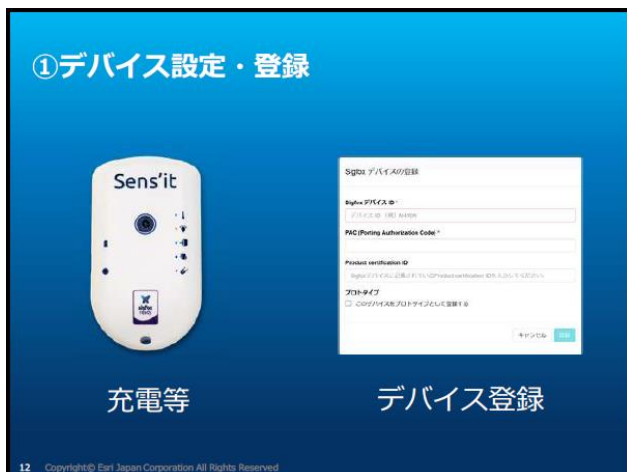 ①デバイス設定・登録
Sens'it
充電等
Sigfox デバイスの登録
Sigfox デバイス ID *
PAC (Porting Authorization Code) *
Product certification ID
プロトタイプ
このデバイスをプロトタイプとして登録する
キャンセル
登録
デバイス登録
12 Copyright© Esri Japan Corporation All Rights Reserved